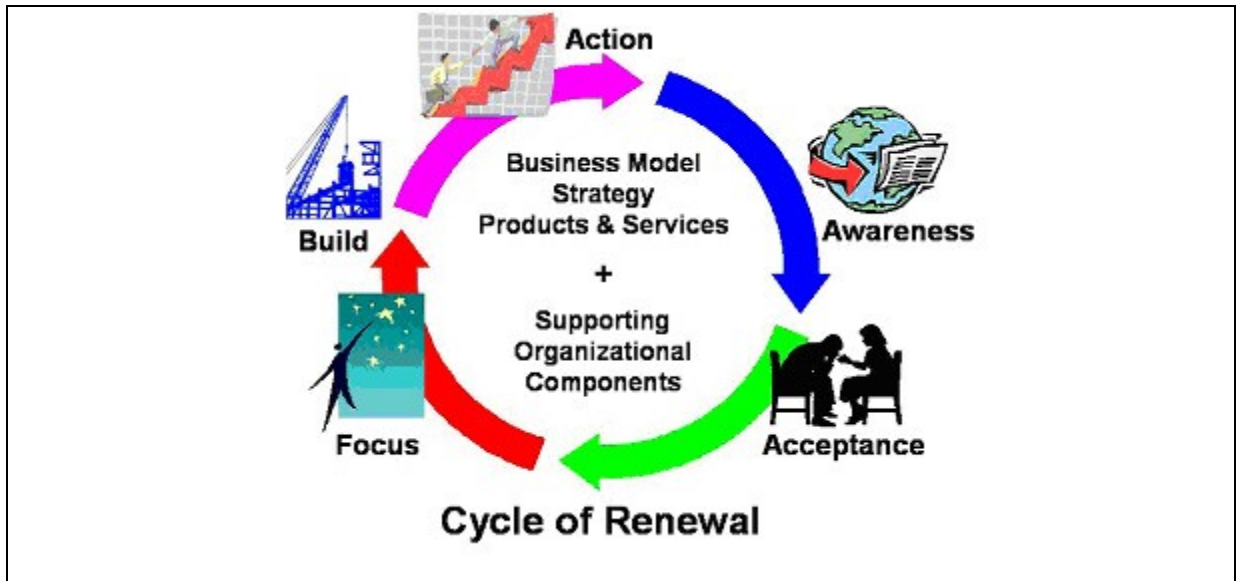 Action
Business Model
Strategy
Products & Services
+
Supporting
Organizational
Components
Awareness
Build
Focus
Acceptance
Cycle of Renewal